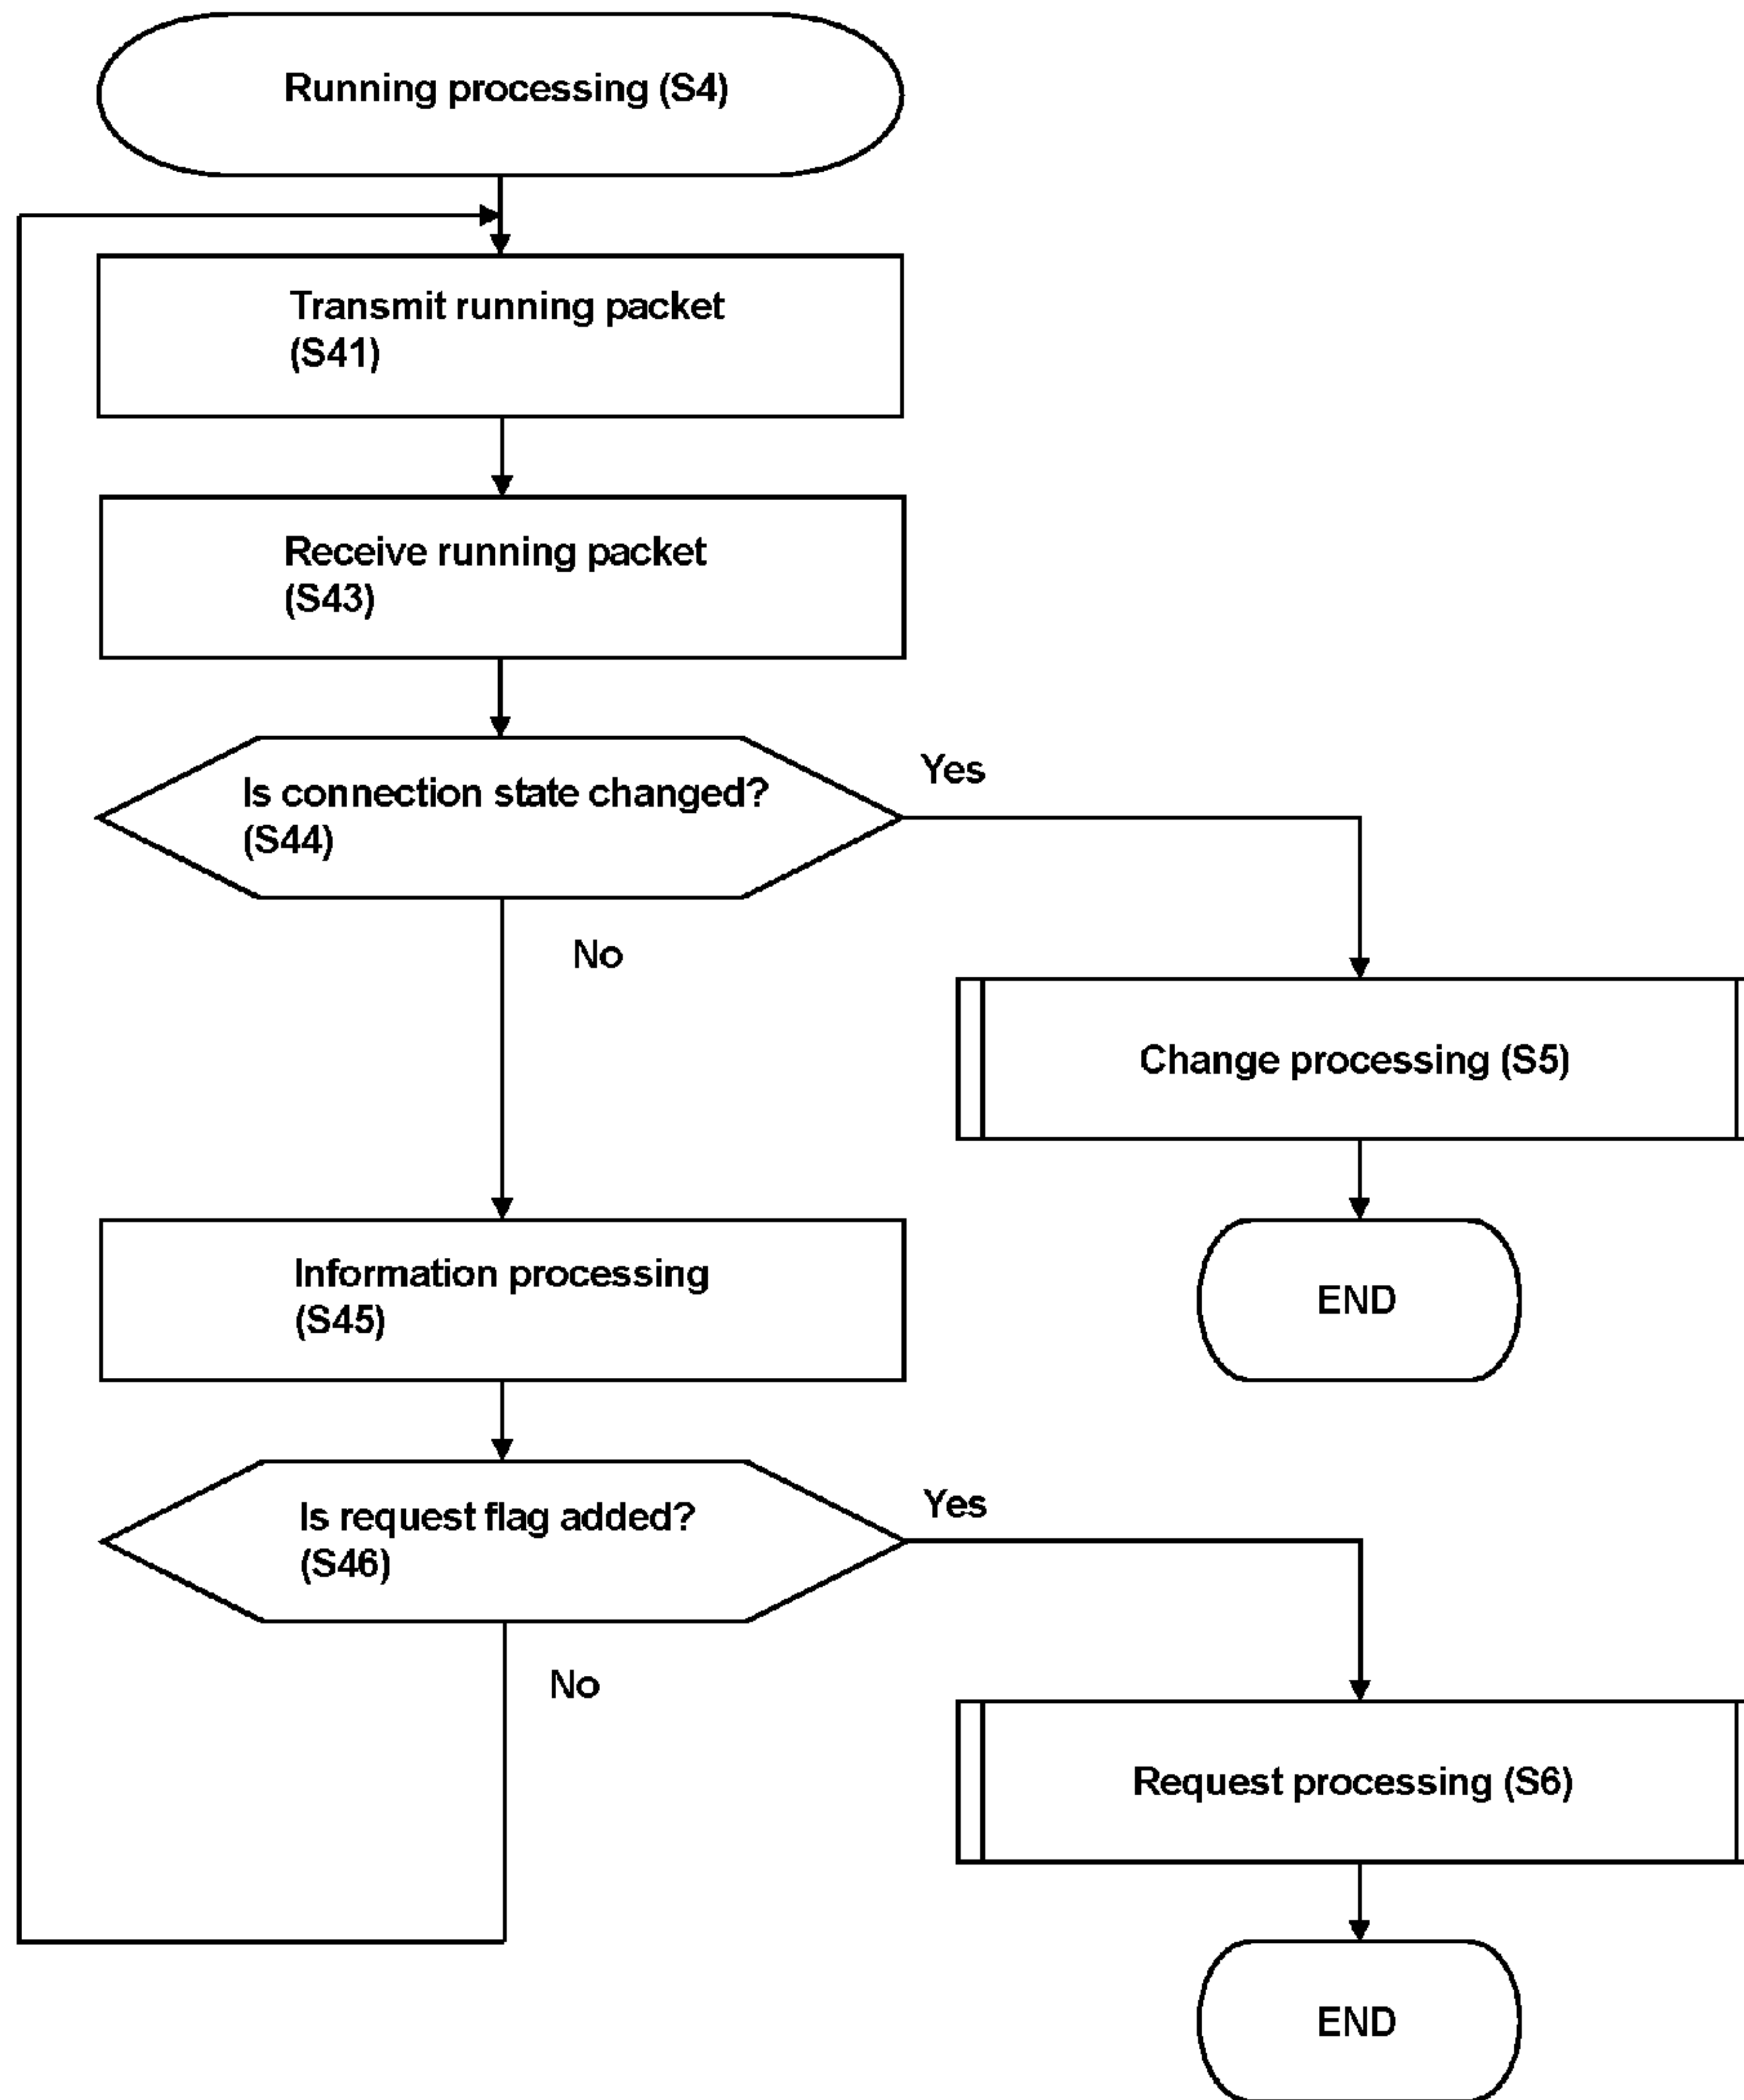 Running processing (S4)
Transmit running packet
(S41)
Receive running packet
(S43)
Is connection state changed?
(S44)
Yes
No
Change processing (S5)
END
Information processing
(S45)
Is request flag added?
(S46)
Yes
No
Request processing (S6)
END